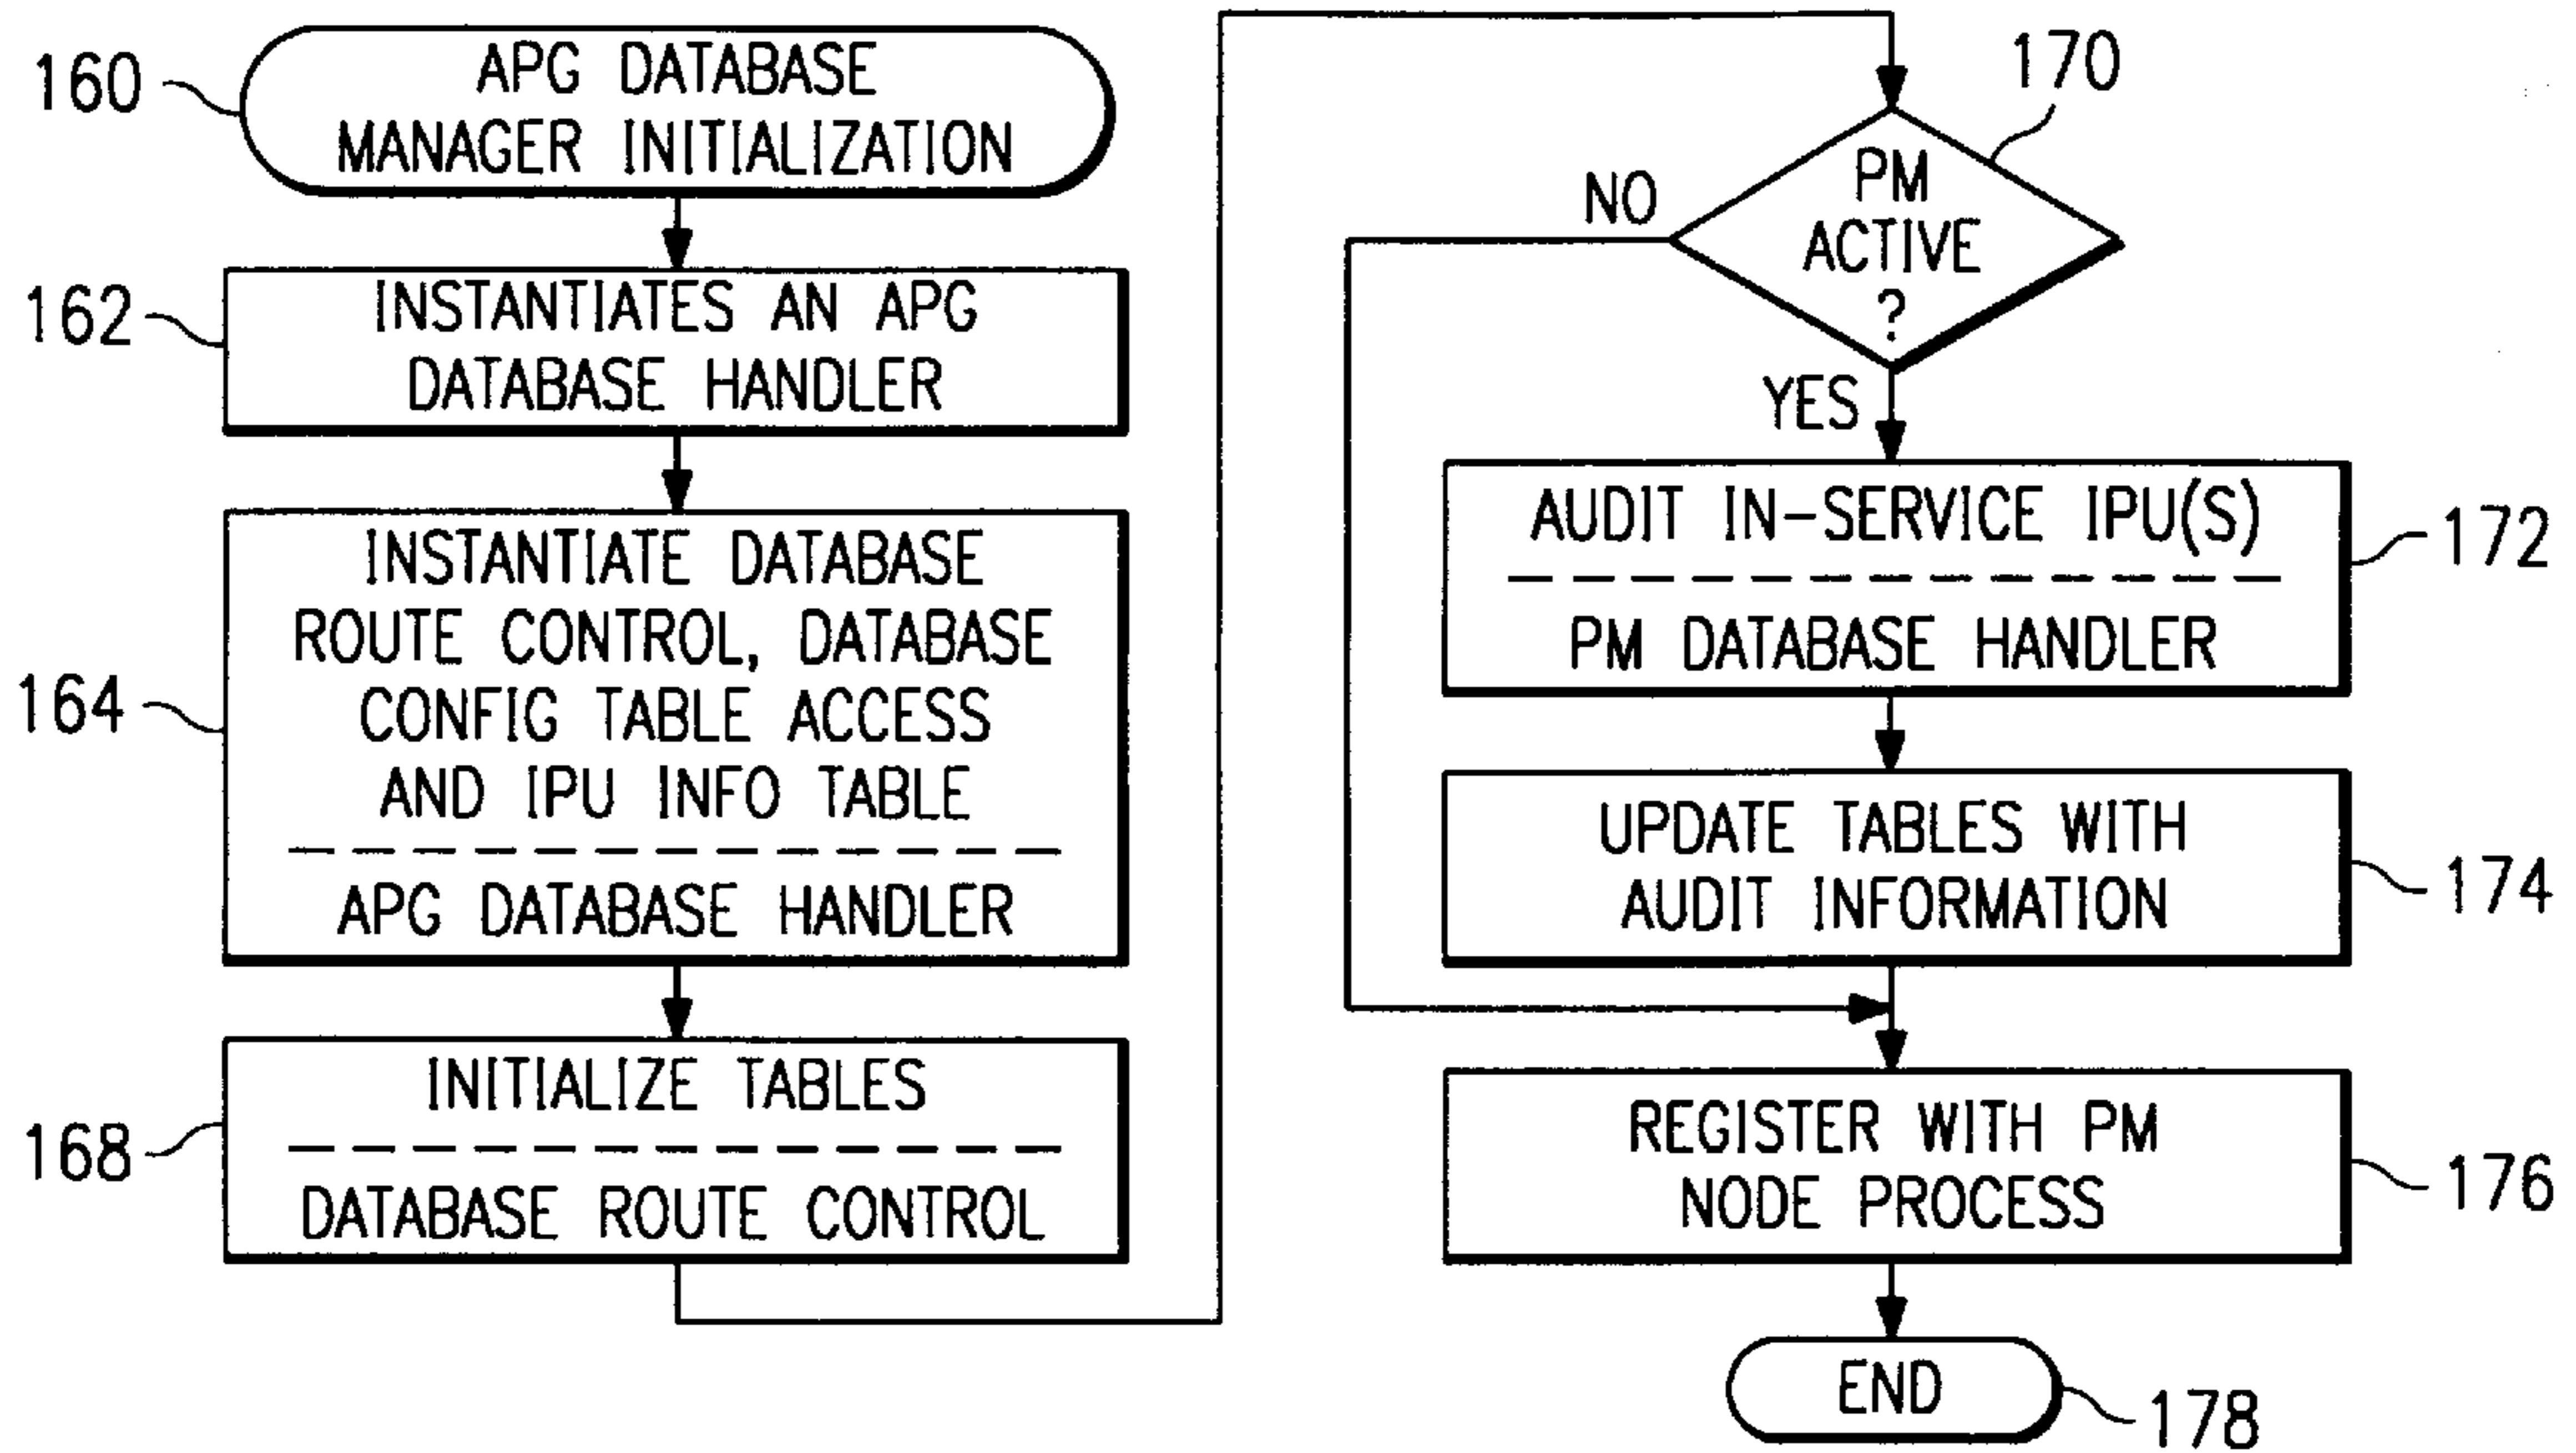 160
APG DATABASE
MANAGER INITIALIZATION
162
INSTANTIATES AN APG
DATABASE HANDLER
164
INSTANTIATE DATABASE
ROUTE CONTROL, DATABASE
CONFIG TABLE ACCESS
AND IPU INFO TABLE
APG DATABASE HANDLER
168
INITIALIZE TABLES
DATABASE ROUTE CONTROL
170
PM
ACTIVE
?
NO
YES
172
AUDIT IN-SERVICE IPU(S)
PM DATABASE HANDLER
174
UPDATE TABLES WITH
AUDIT INFORMATION
176
REGISTER WITH PM
NODE PROCESS
END
178